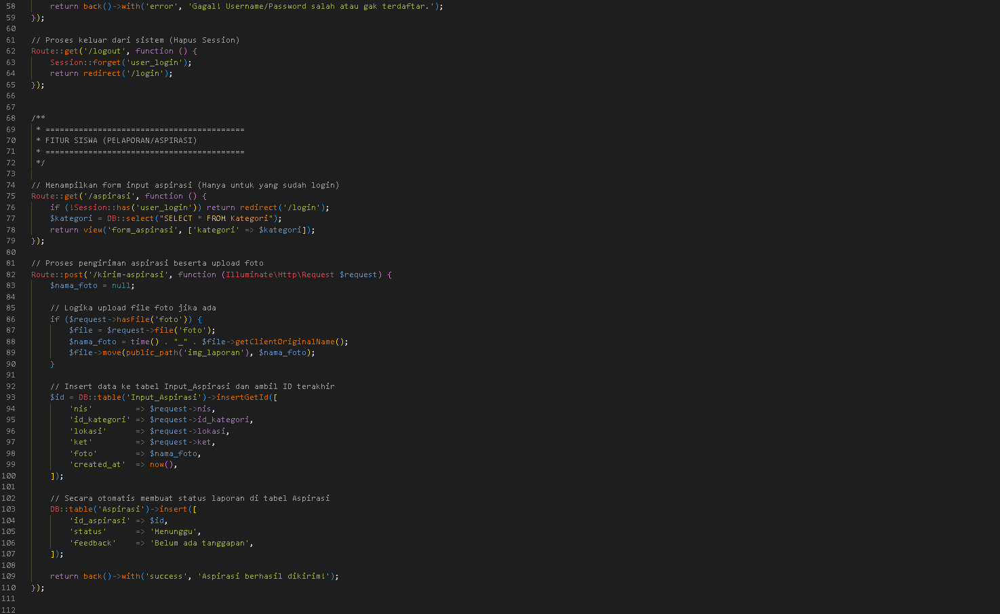 58 return back()->with('error', 'Gagal! Username/Password salah atau gak terdaftar.');
59 });
60
61 // Proses keluar dari sistem (Hapus Session)
62 Route::get('/logout', function () {
63     Session::forget('user_login');
64     return redirect('/login');
65 });
66
67
68 /**
69  * ==========================================
70  * FITUR SISWA (PELAPORAN/ASPIRASI)
71  * ==========================================
72  */
73
74 // Menampilkan form input aspirasi (Hanya untuk yang sudah login)
75 Route::get('/aspirasi', function () {
76     if (!Session::has('user_login')) return redirect('/login');
77     $kategori = DB::select("SELECT * FROM Kategori");
78     return view('form_aspirasi', ['kategori' => $kategori]);
79 });
80
81 // Proses pengiriman aspirasi beserta upload foto
82 Route::post('/kirim-aspirasi', function (Illuminate\Http\Request $request) {
83     $nama_foto = null;
84
85     // Logika upload file foto jika ada
86     if ($request->hasFile('foto')) {
87         $file = $request->file('foto');
88         $nama_foto = time() . "_" . $file->getClientOriginalName();
89         $file->move(public_path('img_laporan'), $nama_foto);
90     }
91
92     // Insert data ke tabel Input_Aspirasi dan ambil ID terakhir
93     $id = DB::table('Input_Aspirasi')->insertGetId([
94         'nis'         => $request->nis,
95         'id_kategori' => $request->id_kategori,
96         'lokasi'      => $request->lokasi,
97         'ket'         => $request->ket,
98         'foto'        => $nama_foto,
99         'created_at'  => now(),
100     ]);
101
102     // Secara otomatis membuat status laporan di tabel Aspirasi
103     DB::table('Aspirasi')->insert([
104         'id_aspirasi' => $id,
105         'status'      => 'Menunggu',
106         'feedback'    => 'Belum ada tanggapan',
107     ]);
108
109     return back()->with('success', 'Aspirasi berhasil dikirim!');
110 });
111
112